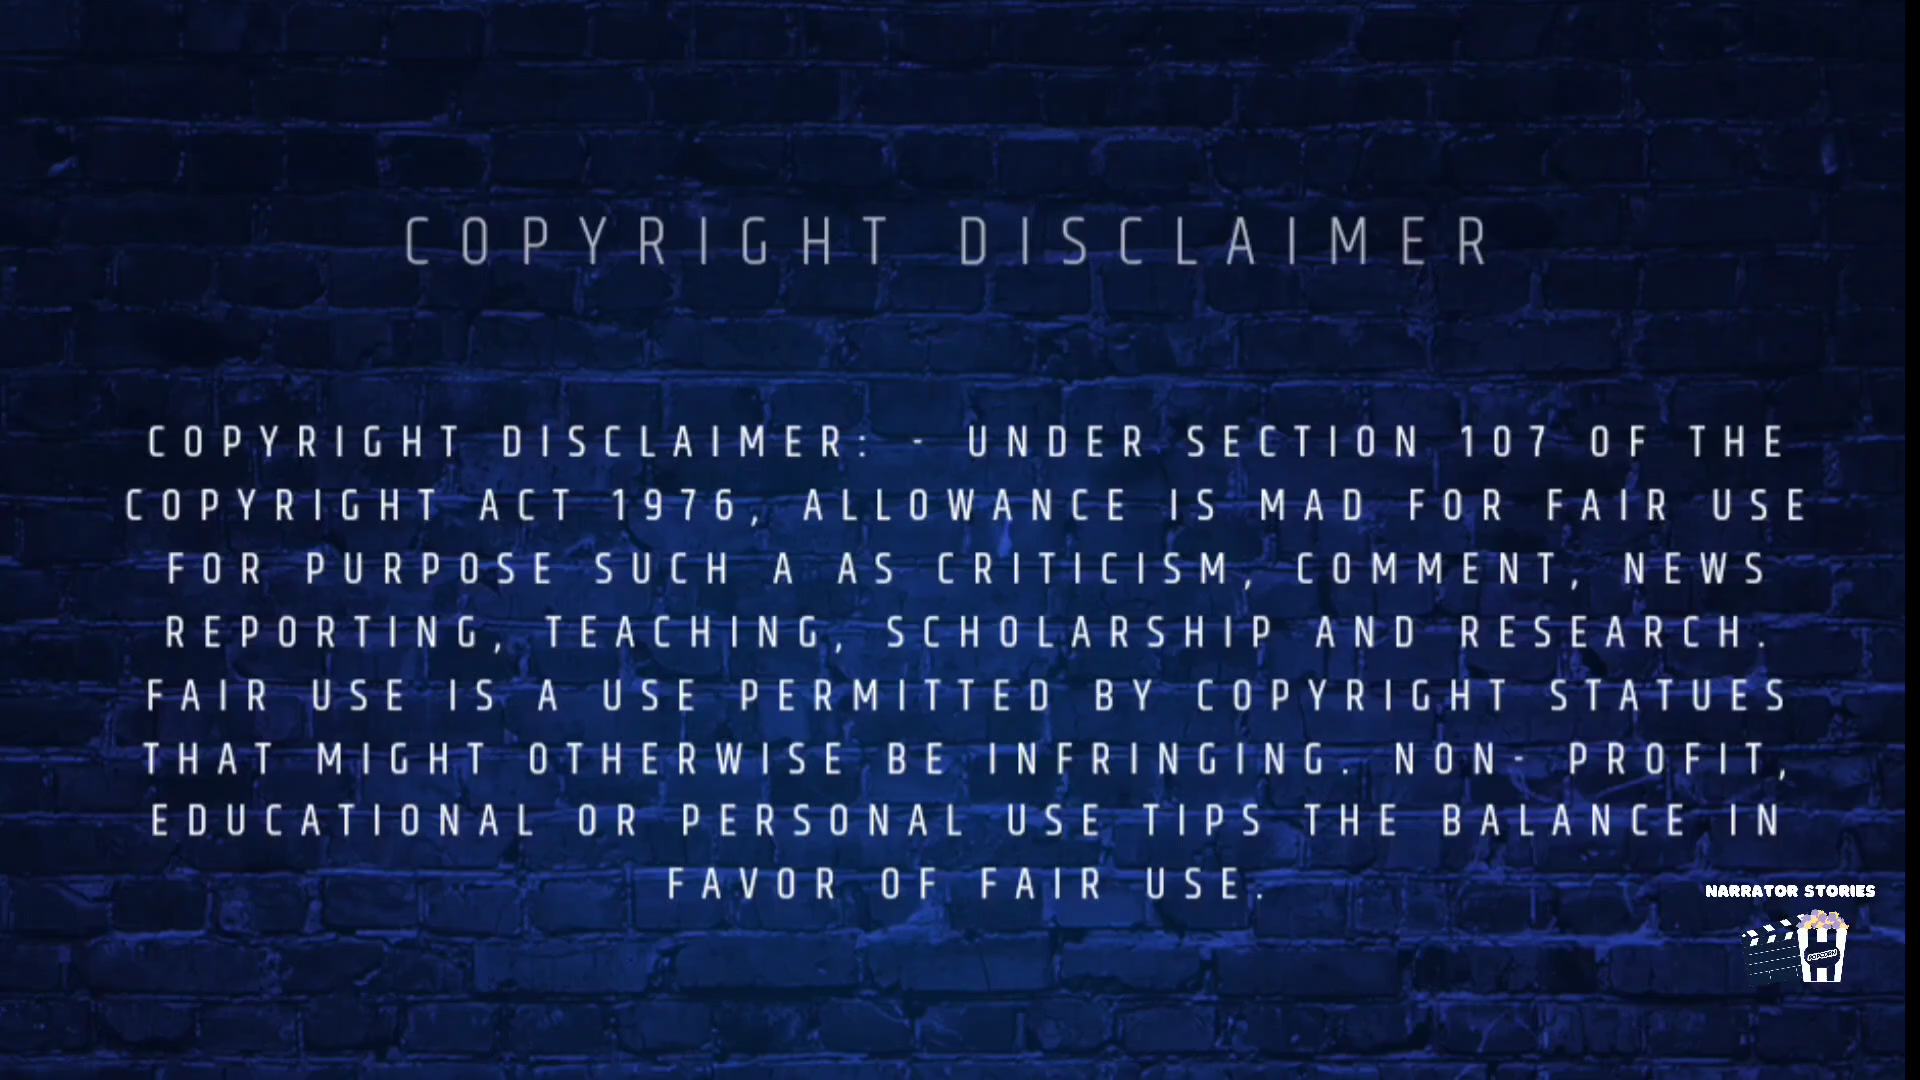 COPYRIGHT DISCLAIMER
COPYRIGHT DISCLAIMER: - UNDER SECTION 107 OF THE
COPYRIGHT ACT 1976, ALLOWANCE IS MAD FOR FAIR USE
FOR PURPOSE SUCH A AS CRITICISM, COMMENT, NEWS
REPORTING, TEACHING, SCHOLARSHIP AND RESEARCH.
FAIR USE IS A USE PERMITTED BY COPYRIGHT STATUES
THAT MIGHT OTHERWISE BE INFRINGING. NON- PROFIT,
EDUCATIONAL OR PERSONAL USE TIPS THE BALANCE IN
FAVOR OF FAIR USE.
NARRATOR STORIES
POPCORN